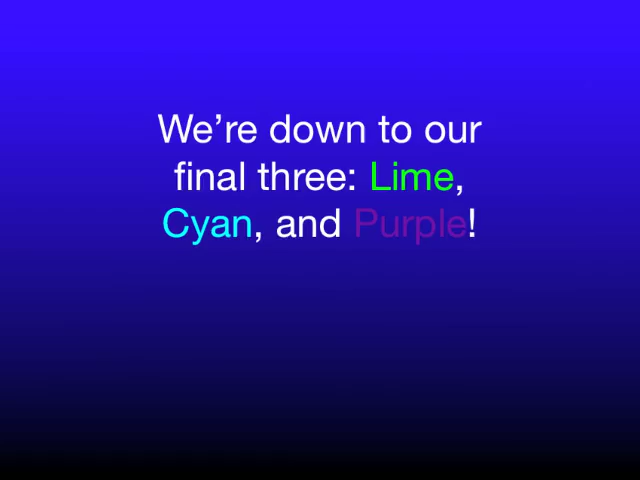 We’re down to our
final three: Lime,
Cyan, and Purple!